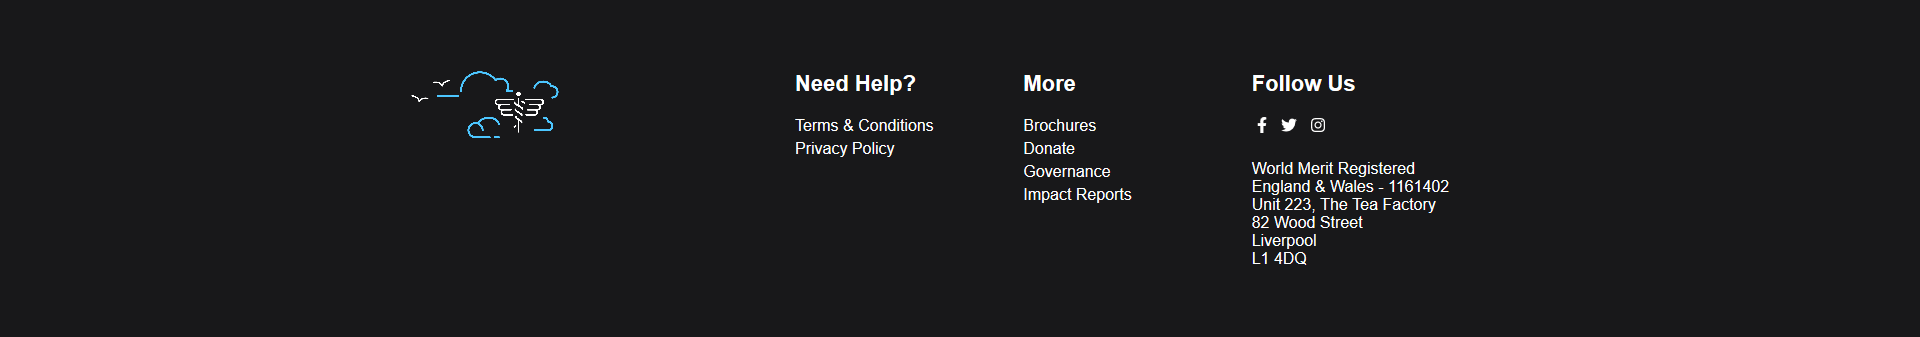 Need Help?
Terms & Conditions
Privacy Policy
More
Brochures
Donate
Governance
Impact Reports
Follow Us
World Merit Registered
England & Wales - 1161402
Unit 223, The Tea Factory
82 Wood Street
Liverpool
L1 4DQ